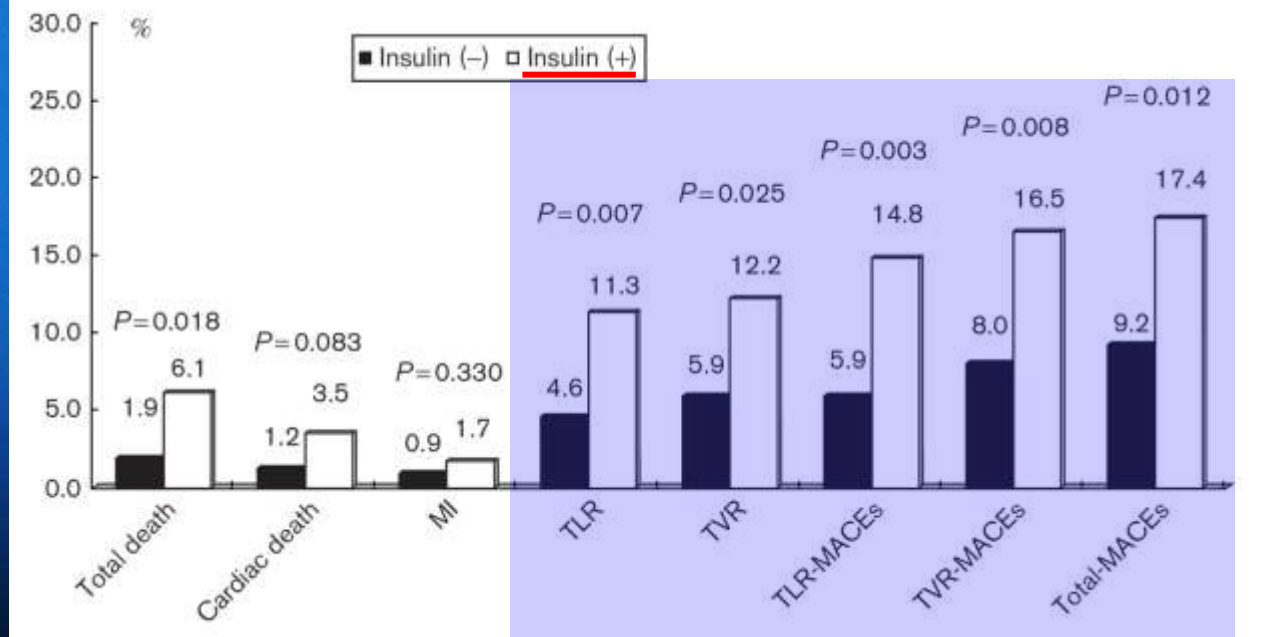 30.0
%
Insulin (–) Insulin (+)
25.0
P=0.012
P=0.008
P=0.003
20.0
P=0.025
17.4
P=0.007
14.8
16.5
15.0
12.2
11.3
P=0.018
10.0
P=0.083
8.0
9.2
P=0.330
6.1
5.9
5.9
3.5
4.6
5.0
1.9
1.2
0.9
1.7
0.0
Total death
Cardiac death
MI
TLR
TVR
TLR-MACEs
TVR-MACEs
Total-MACEs